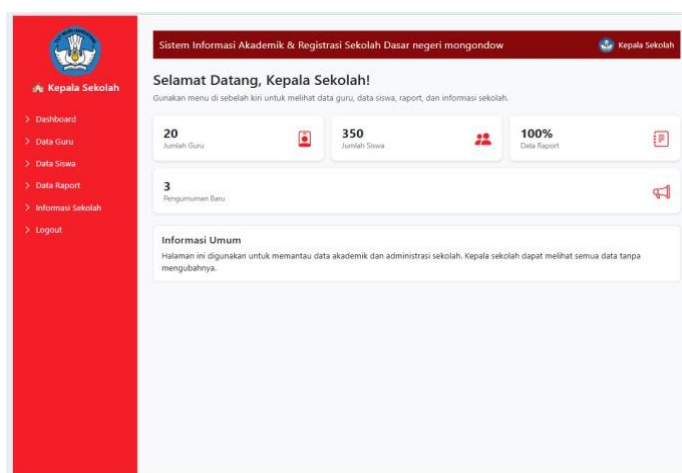 Kepala Sekolah
Dashboard
Data Guru
Data Siswa
Data Raport
Informasi Sekolah
Logout
Sistem Informasi Akademik & Registrasi Sekolah Dasar negeri mongondow
Kepala Sekolah
Selamat Datang, Kepala Sekolah!
Gunakan menu di sebelah kiri untuk melihat data guru, data siswa, raport, dan informasi sekolah.
20
Jumlah Guru
350
Jumlah Siswa
100%
Data Raport
3
Pengumuman Baru
Informasi Umum
Halaman ini digunakan untuk memantau data akademik dan administrasi sekolah. Kepala sekolah dapat melihat semua data tanpa
mengubahnya.